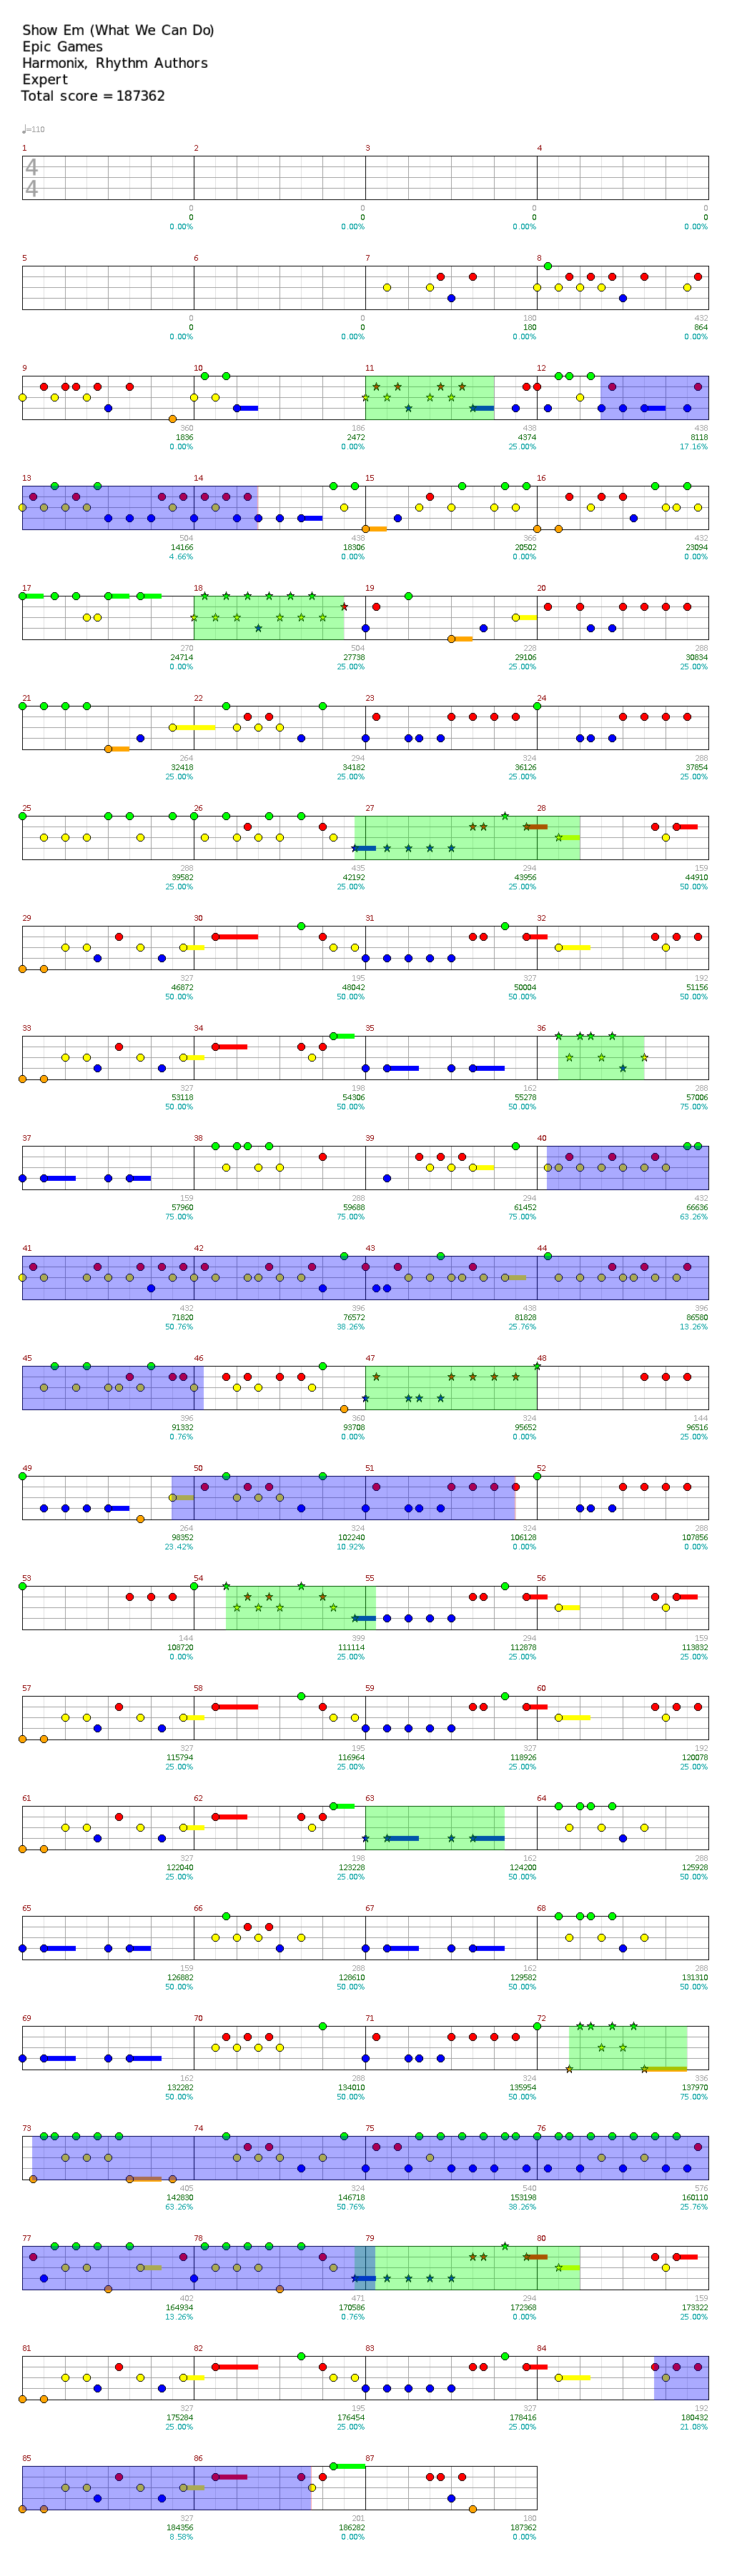 Show Em (What We Can Do)
Epic Games
Harmonix, Rhythm Authors
Expert
Total score = 187362
♩=110
1 2 3 4
4
4
0 0 0 0
0 0 0 0
0.00% 0.00% 0.00% 0.00%
5 6 7 8
0 0 180 432
0 0 180 864
0.00% 0.00% 0.00% 0.00%
9 10 11 12
360 186 438 438
1836 2472 4374 8118
0.00% 0.00% 25.00% 17.16%
13 14 15 16
504 438 366 432
14166 18306 20502 23094
4.66% 0.00% 0.00% 0.00%
17 18 19 20
270 504 228 288
24714 27738 29106 30834
0.00% 25.00% 25.00% 25.00%
21 22 23 24
264 294 324 288
32418 34182 36126 37854
25.00% 25.00% 25.00% 25.00%
25 26 27 28
288 435 294 159
39582 42192 43956 44910
25.00% 25.00% 25.00% 50.00%
29 30 31 32
327 195 327 192
46872 48042 50004 51156
50.00% 50.00% 50.00% 50.00%
33 34 35 36
327 198 162 288
53118 54306 55278 57006
50.00% 50.00% 50.00% 75.00%
37 38 39 40
159 288 294 432
57960 59688 61452 66636
75.00% 75.00% 75.00% 63.26%
41 42 43 44
432 396 438 396
71820 76572 81828 86580
50.76% 38.26% 25.76% 13.26%
45 46 47 48
396 360 324 144
91332 93708 95652 96516
0.76% 0.00% 0.00% 25.00%
49 50 51 52
264 324 324 288
98352 102240 106128 107856
23.42% 10.92% 0.00% 0.00%
53 54 55 56
144 399 294 159
108720 111114 112878 113832
0.00% 25.00% 25.00% 25.00%
57 58 59 60
327 195 327 192
115794 116964 118926 120078
25.00% 25.00% 25.00% 25.00%
61 62 63 64
327 198 162 288
122040 123228 124200 125928
25.00% 25.00% 50.00% 50.00%
65 66 67 68
159 288 162 288
126882 128610 129582 131310
50.00% 50.00% 50.00% 50.00%
69 70 71 72
162 288 324 336
132282 134010 135954 137970
50.00% 50.00% 50.00% 75.00%
73 74 75 76
405 324 540 576
142830 146718 153198 160110
63.26% 50.76% 38.26% 25.76%
77 78 79 80
402 471 294 159
164934 170586 172368 173322
13.26% 0.76% 0.00% 25.00%
81 82 83 84
327 195 327 192
175284 176454 178416 180432
25.00% 25.00% 25.00% 21.08%
85 86 87
327 201 180
184356 186282 187362
8.58% 0.00% 0.00%